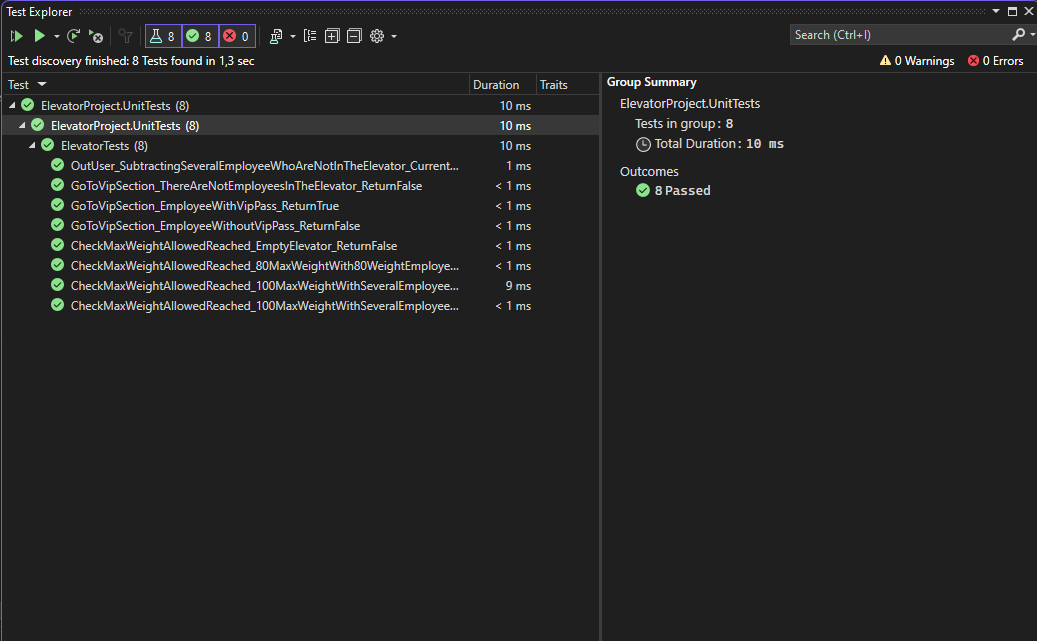 Test Explorer
8 8 0
Search (Ctrl+I)
Test discovery finished: 8 Tests found in 1,3 sec
0 Warnings 0 Errors
Test Duration Traits
ElevatorProject.UnitTests (8) 10 ms
ElevatorProject.UnitTests (8) 10 ms
ElevatorTests (8) 10 ms
OutUser_SubtractingSeveralEmployeeWhoAreNotInTheElevator_Current... 1 ms
GoToVipSection_ThereAreNotEmployeesInTheElevator_ReturnFalse < 1 ms
GoToVipSection_EmployeeWithVipPass_ReturnTrue < 1 ms
GoToVipSection_EmployeeWithoutVipPass_ReturnFalse < 1 ms
CheckMaxWeightAllowedReached_EmptyElevator_ReturnFalse < 1 ms
CheckMaxWeightAllowedReached_80MaxWeightWith80WeightEmploye... < 1 ms
CheckMaxWeightAllowedReached_100MaxWeightWithSeveralEmployee... 9 ms
CheckMaxWeightAllowedReached_100MaxWeightWithSeveralEmployee... < 1 ms
Group Summary
ElevatorProject.UnitTests
Tests in group: 8
Total Duration: 10 ms
Outcomes
8 Passed